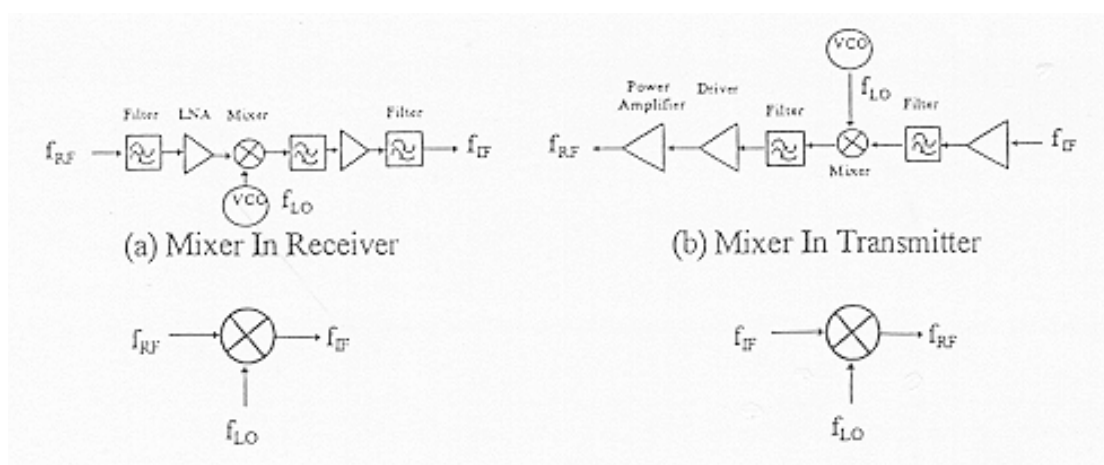 Filter LNA Mixer Filter
f_RF f_IF
VCO f_LO
(a) Mixer In Receiver
f_RF f_IF
f_LO
VCO
f_LO
Power Amplifier Driver Filter Filter
f_RF f_IF
Mixer
(b) Mixer In Transmitter
f_IF f_RF
f_LO